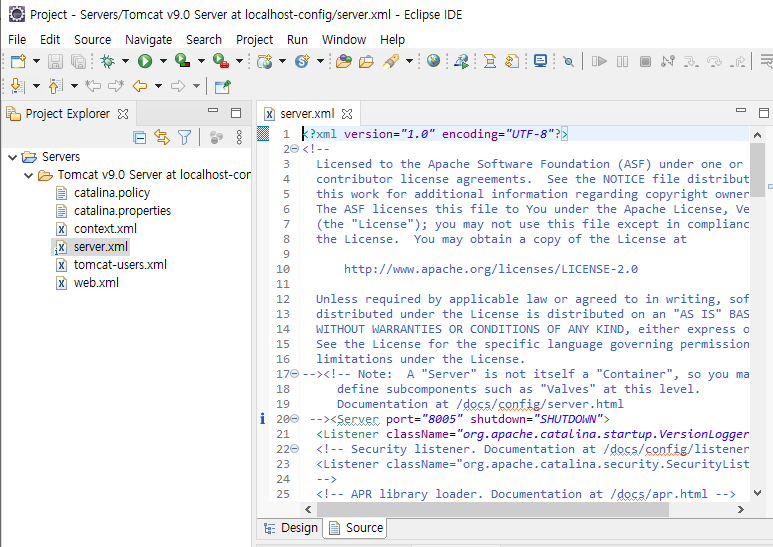 Project - Servers/Tomcat v9.0 Server at localhost-config/server.xml - Eclipse IDE
File Edit Source Navigate Search Project Run Window Help
Project Explorer
Servers
Tomcat v9.0 Server at localhost-con
catalina.policy
catalina.properties
context.xml
server.xml
tomcat-users.xml
web.xml
server.xml
1 <?xml version="1.0" encoding="UTF-8"?>
2 <!--
3 Licensed to the Apache Software Foundation (ASF) under one or
4 contributor license agreements. See the NOTICE file distribut
5 this work for additional information regarding copyright owner
6 The ASF licenses this file to You under the Apache License, Ve
7 (the "License"); you may not use this file except in complianc
8 the License. You may obtain a copy of the License at
9
10 http://www.apache.org/licenses/LICENSE-2.0
11
12 Unless required by applicable law or agreed to in writing, sof
13 distributed under the License is distributed on an "AS IS" BAS
14 WITHOUT WARRANTIES OR CONDITIONS OF ANY KIND, either express o
15 See the License for the specific language governing permission
16 limitations under the License.
17 --><!-- Note: A "Server" is not itself a "Container", so you ma
18 define subcomponents such as "Valves" at this level.
19 Documentation at /docs/config/server.html
20 --><Server port="8005" shutdown="SHUTDOWN">
21 <Listener className="org.apache.catalina.startup.VersionLogger
22 <!-- Security listener. Documentation at /docs/config/listener
23 <Listener className="org.apache.catalina.security.SecurityList
24 -->
25 <!-- APR library loader. Documentation at /docs/apr.html -->
Design Source